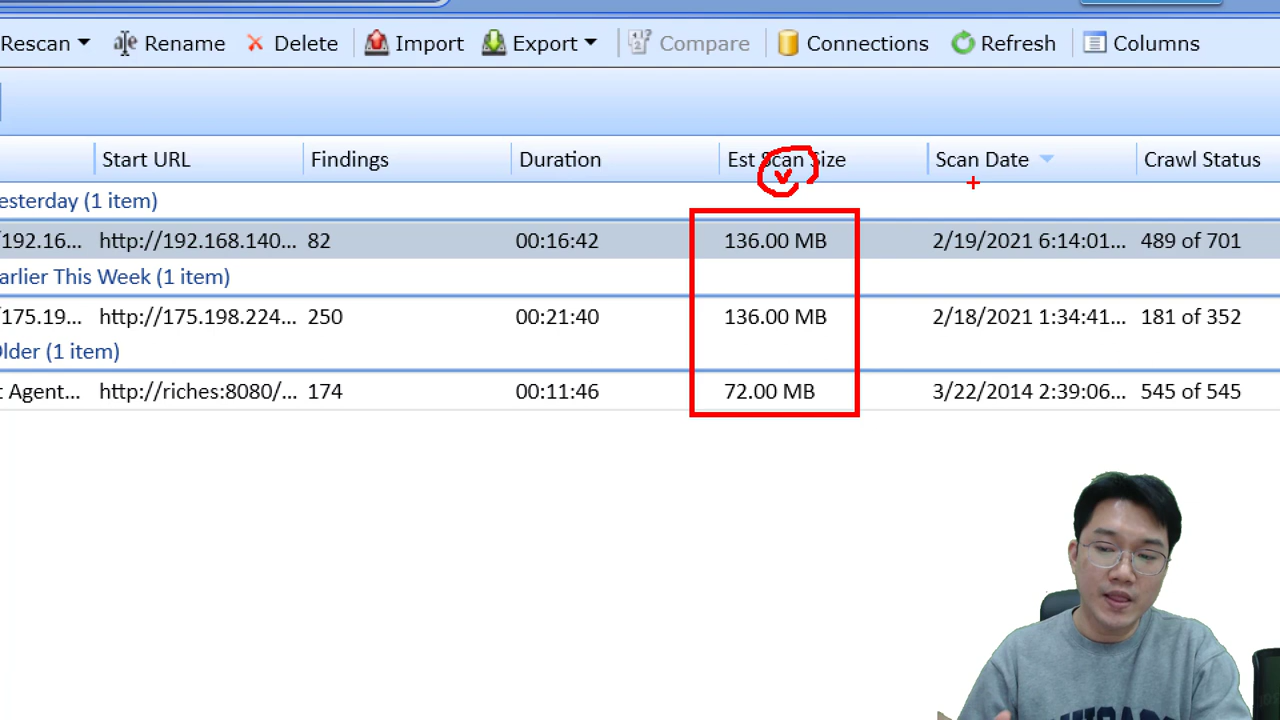 Rescan Rename Delete Import Export Compare Connections Refresh Columns
Start URL Findings Duration Est Scan Size Scan Date Crawl Status
esterday (1 item)
/192.16... http://192.168.140... 82 00:16:42 136.00 MB 2/19/2021 6:14:01... 489 of 701
arlier This Week (1 item)
/175.19... http://175.198.224... 250 00:21:40 136.00 MB 2/18/2021 1:34:41... 181 of 352
Older (1 item)
t Agent... http://riches:8080/... 174 00:11:46 72.00 MB 3/22/2014 2:39:06... 545 of 545